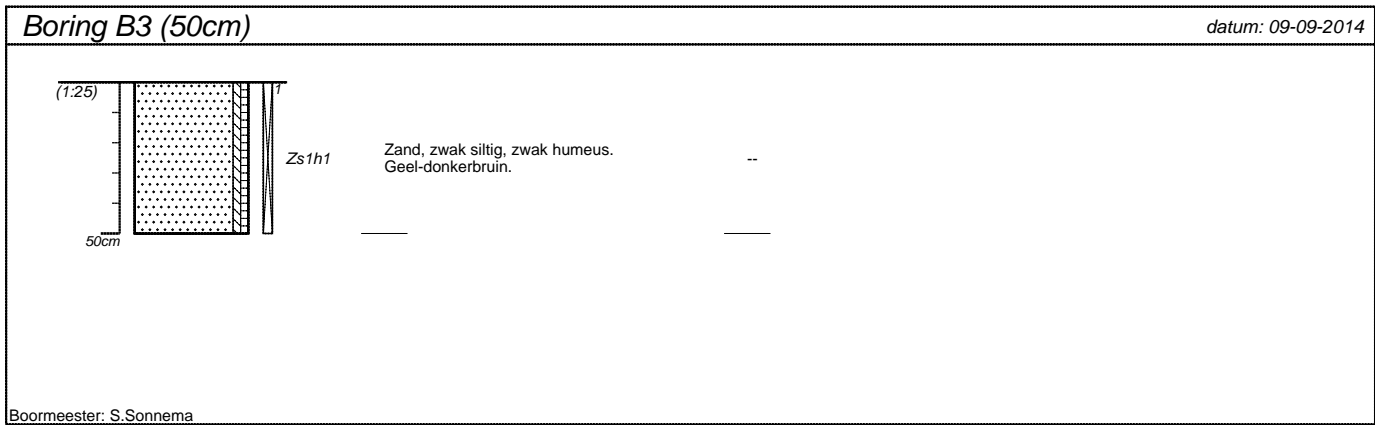 Boring B3 (50cm)
datum: 09-09-2014
(1:25)
1
Zs1h1
Zand, zwak siltig, zwak humeus.
Geel-donkerbruin.
--
50cm
Boormeester: S.Sonnema